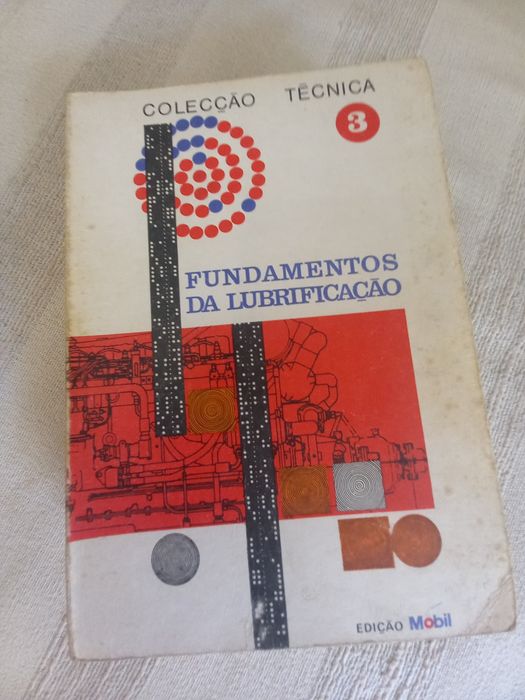 COLECÇÃO TÉCNICA
3
FUNDAMENTOS
DA LUBRIFICAÇÃO
EDIÇÃO Mobil